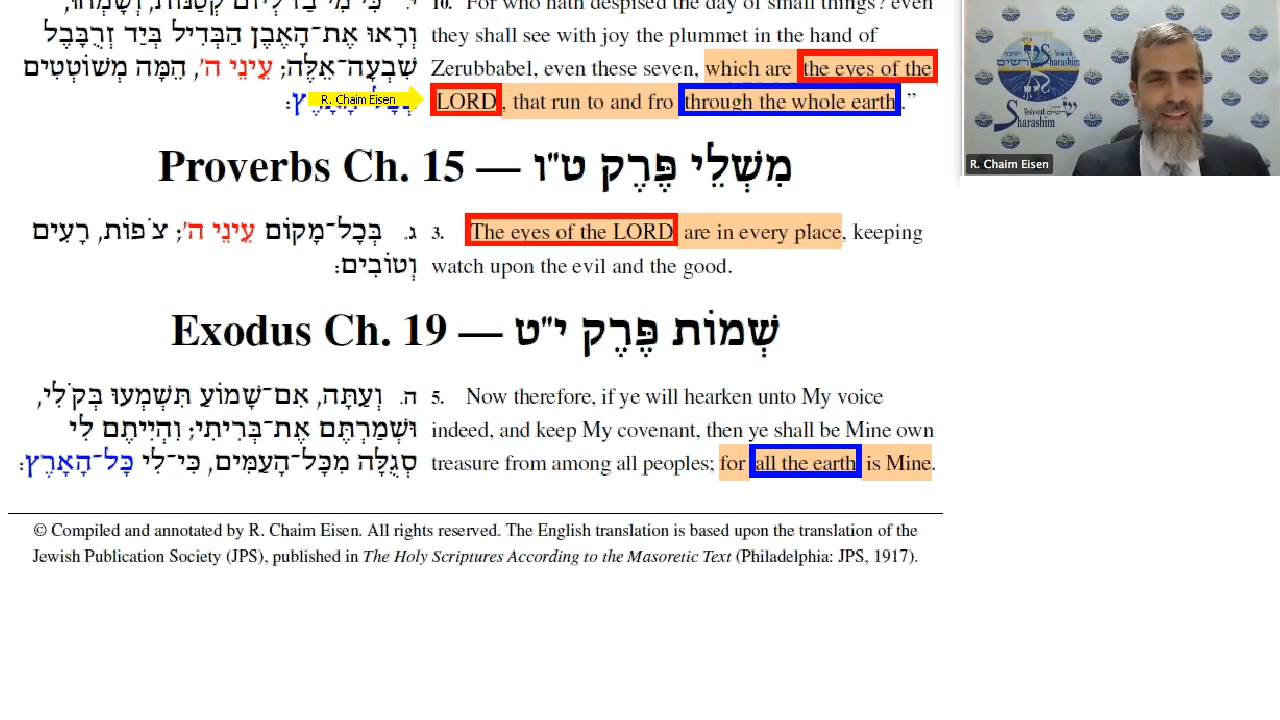 10. For who hath despised the day of small things? even
they shall see with joy the plummet in the hand of
Zerubbabel, even these seven, which are the eyes of the
LORD, that run to and fro through the whole earth.”
וְרָאוּ אֶת־הָאֶבֶן הַבְּדִיל בְּיַד זְרֻבָּבֶל
שִׁבְעָה־אֵלֶּה; עֵינֵי ה', הֵמָּה מְשׁוֹטְטִים
R. Chaim Eisen
Proverbs Ch. 15 — מִשְׁלֵי פֶּרֶק ט"ו
3. The eyes of the LORD are in every place, keeping
watch upon the evil and the good.
ג. בְּכָל־מָקוֹם עֵינֵי ה'; צֹפוֹת, רָעִים
וְטוֹבִים:
Exodus Ch. 19 — שְׁמוֹת פֶּרֶק י"ט
5. Now therefore, if ye will hearken unto My voice
indeed, and keep My covenant, then ye shall be Mine own
treasure from among all peoples; for all the earth is Mine.
ה. וְעַתָּה, אִם־שָׁמוֹעַ תִּשְׁמְעוּ בְּקֹלִי,
וּשְׁמַרְתֶּם אֶת־בְּרִיתִי; וִהְיִיתֶם לִי
סְגֻלָּה מִכָּל־הָעַמִּים, כִּי־לִי כָּל־הָאָרֶץ:
© Compiled and annotated by R. Chaim Eisen. All rights reserved. The English translation is based upon the translation of the
Jewish Publication Society (JPS), published in The Holy Scriptures According to the Masoretic Text (Philadelphia: JPS, 1917).
Yeshivath
Sharashim
R. Chaim Eisen